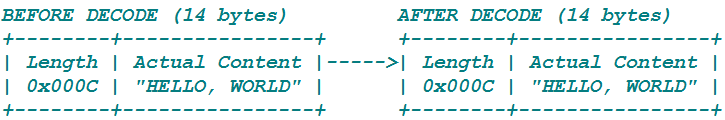 BEFORE DECODE (14 bytes)         AFTER DECODE (14 bytes)
+--------+----------------+      +--------+----------------+
| Length | Actual Content |----->| Length | Actual Content |
| 0x000C | "HELLO, WORLD" |      | 0x000C | "HELLO, WORLD" |
+--------+----------------+      +--------+----------------+